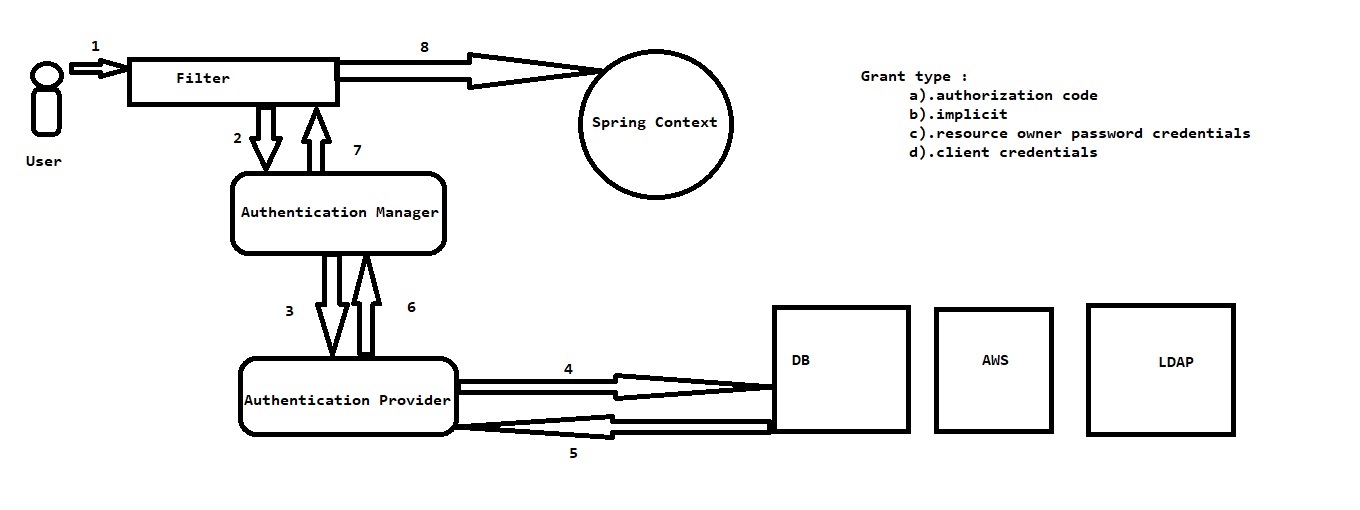 1
8
Filter
Grant type :
a).authorization code
b).implicit
c).resource owner password credentials
d).client credentials
Spring Context
2
7
User
Authentication Manager
3
6
DB
AWS
LDAP
4
Authentication Provider
5